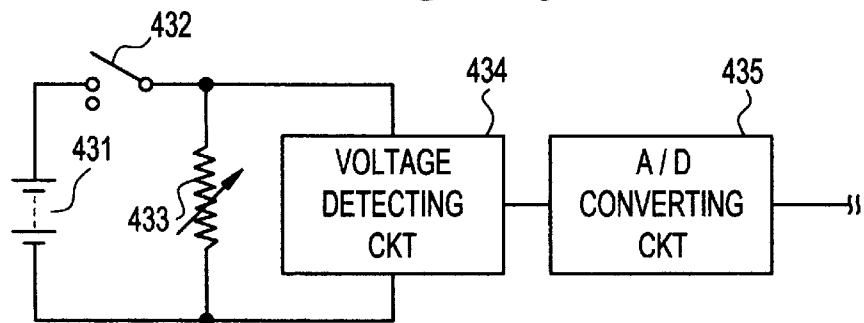 432
434
435
431
433
VOLTAGE
DETECTING
CKT
A / D
CONVERTING
CKT